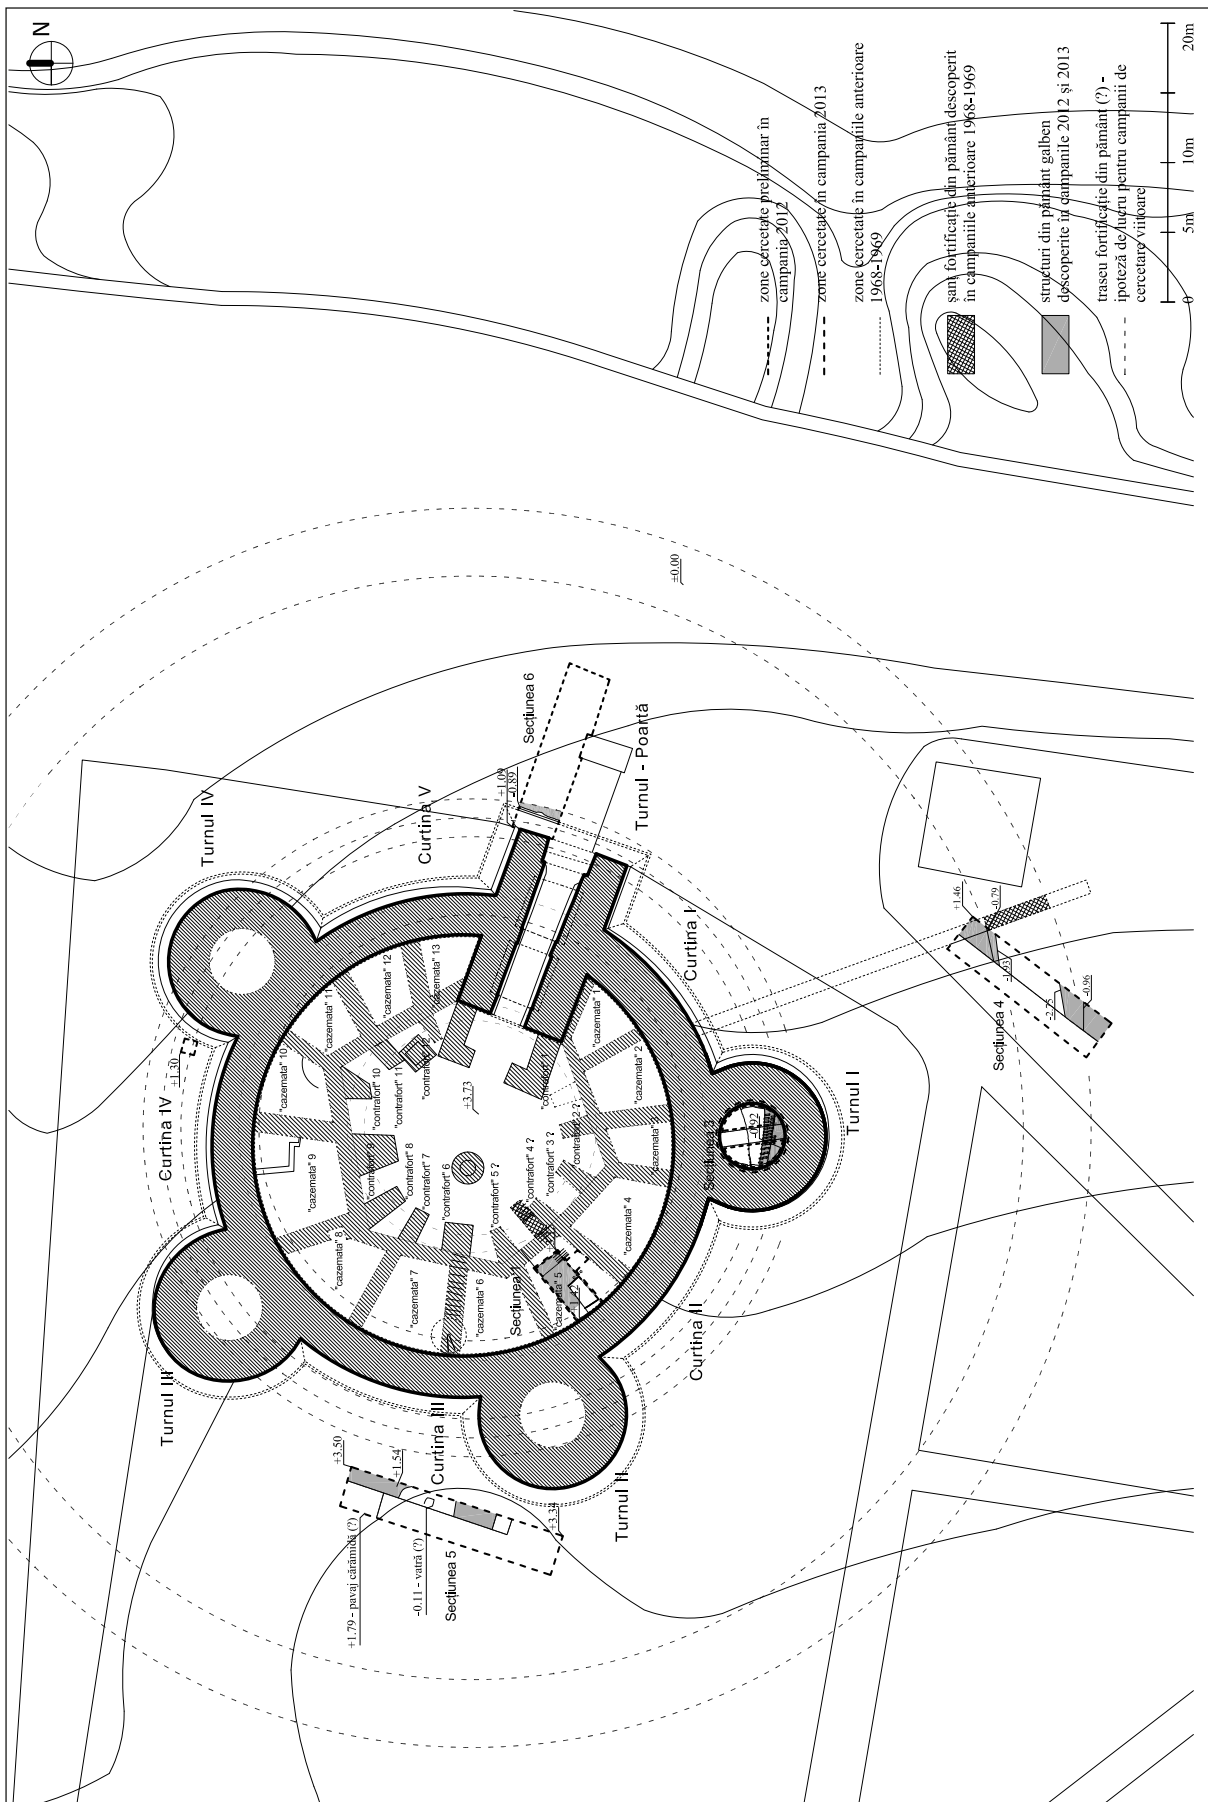 N
zone cercetate preliminar în
campania 2012
zone cercetate în campania 2013
zone cercetate în campaniile anterioare
1968-1969
șanț fortificație din pământ descoperit
în campaniile anterioare 1968-1969
structuri din pământ galben
descoperite în campanile 2012 și 2013
traseu fortificație din pământ (?) -
ipoteză de lucru pentru campanii de
cercetare viitoare
0
5m
10m
20m
±0.00
Secțiunea 6
+1.09
-0.89
Turnul - Poartă
Turnul IV
Curtina V
Curtina I
Curtina IV
+1.30
Turnul III
Curtina III
Turnul II
Curtina II
Turnul I
"cazemata" 1
"cazemata" 2
"cazemata" 3
"cazemata" 4
"cazemata" 5
"cazemata" 6
"cazemata" 7
"cazemata" 8
"cazemata" 9
"cazemata" 10
"cazemata" 11
"cazemata" 12
"cazemata" 13
"contrafort" 1
"contrafort" 2 ?
"contrafort" 3 ?
"contrafort" 4 ?
"contrafort" 5 ?
"contrafort" 6
"contrafort" 7
"contrafort" 8
"contrafort" 9
"contrafort" 10
"contrafort" 11
"contrafort" 12
+3.73
Secțiunea 1
Secțiunea 3
-0.92
Secțiunea 4
+1.46
-0.79
-1.93
-2.75
-0.96
Secțiunea 5
+3.50
+1.54
+3.34
+1.79 - pavaj cărămidă (?)
-0.11 - vatră (?)